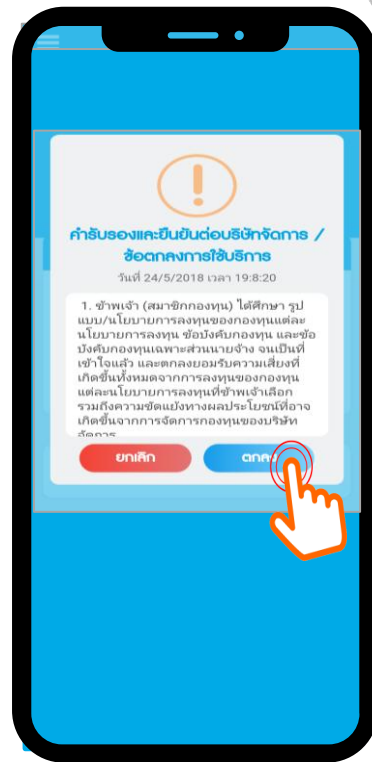 คำรับรองและยืนยันต่อบริษัทจัดการ /
ข้อตกลงการใช้บริการ
วันที่ 24/5/2018 เวลา 19:8:20
1. ข้าพเจ้า (สมาชิกกองทุน) ได้ศึกษา รูป
แบบ/นโยบายการลงทุนของกองทุนแต่ละ
นโยบายการลงทุน ข้อบังคับกองทุน และข้อ
บังคับกองทุนเฉพาะส่วนนายจ้าง จนเป็นที่
เข้าใจแล้ว และตกลงยอมรับความเสี่ยงที่
เกิดขึ้นทั้งหมดจากการลงทุนของกองทุน
แต่ละนโยบายการลงทุนที่ข้าพเจ้าเลือก
รวมถึงความขัดแย้งทางผลประโยชน์ที่อาจ
เกิดขึ้นจากการจัดการกองทุนของบริษัท
จัดการ
ยกเลิก
ตกลง